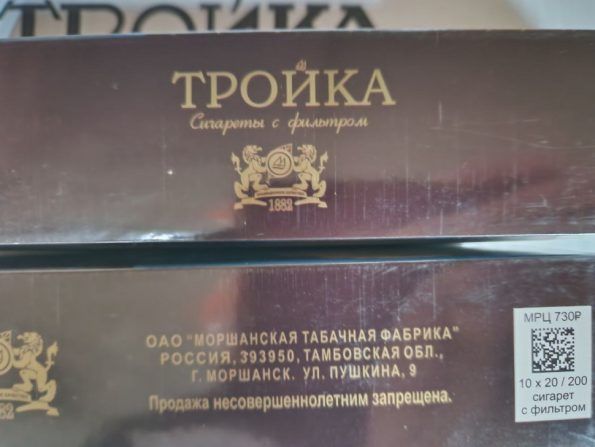 ТРОЙКА
ТРОЙКА
Сигареты с фильтром
1882
ОАО "МОРШАНСКАЯ ТАБАЧНАЯ ФАБРИКА"
РОССИЯ, 393950, ТАМБОВСКАЯ ОБЛ.,
Г. МОРШАНСК. УЛ. ПУШКИНА, 9
Продажа несовершеннолетним запрещена.
МРЦ 730₽
10 x 20 / 200
сигарет
с фильтром